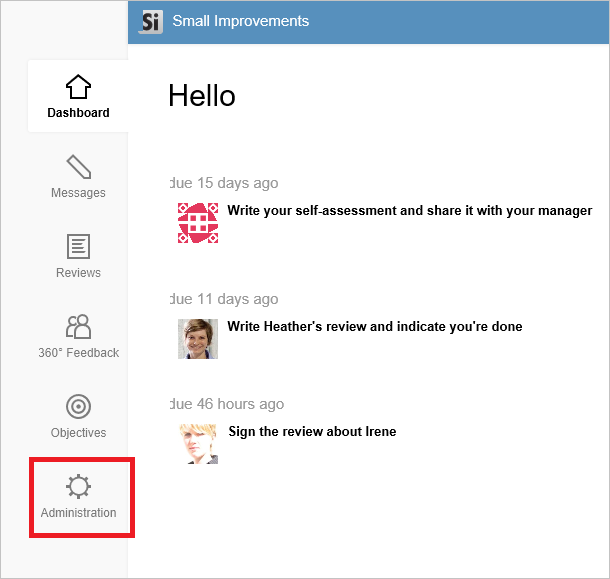 Si Small Improvements
Dashboard
Messages
Reviews
360° Feedback
Objectives
Administration
Hello
due 15 days ago
Write your self-assessment and share it with your manager
due 11 days ago
Write Heather's review and indicate you're done
due 46 hours ago
Sign the review about Irene